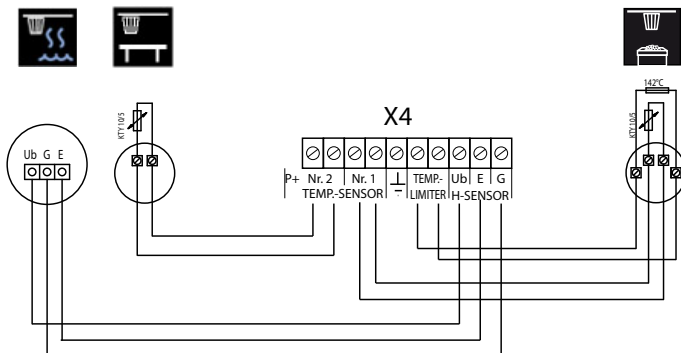 142°C
KTY 10/5
KTY 10/5
X4
Ub G E
P+ Nr. 2 Nr. 1 TEMP.- Ub E G
TEMP.-SENSOR LIMITER H-SENSOR